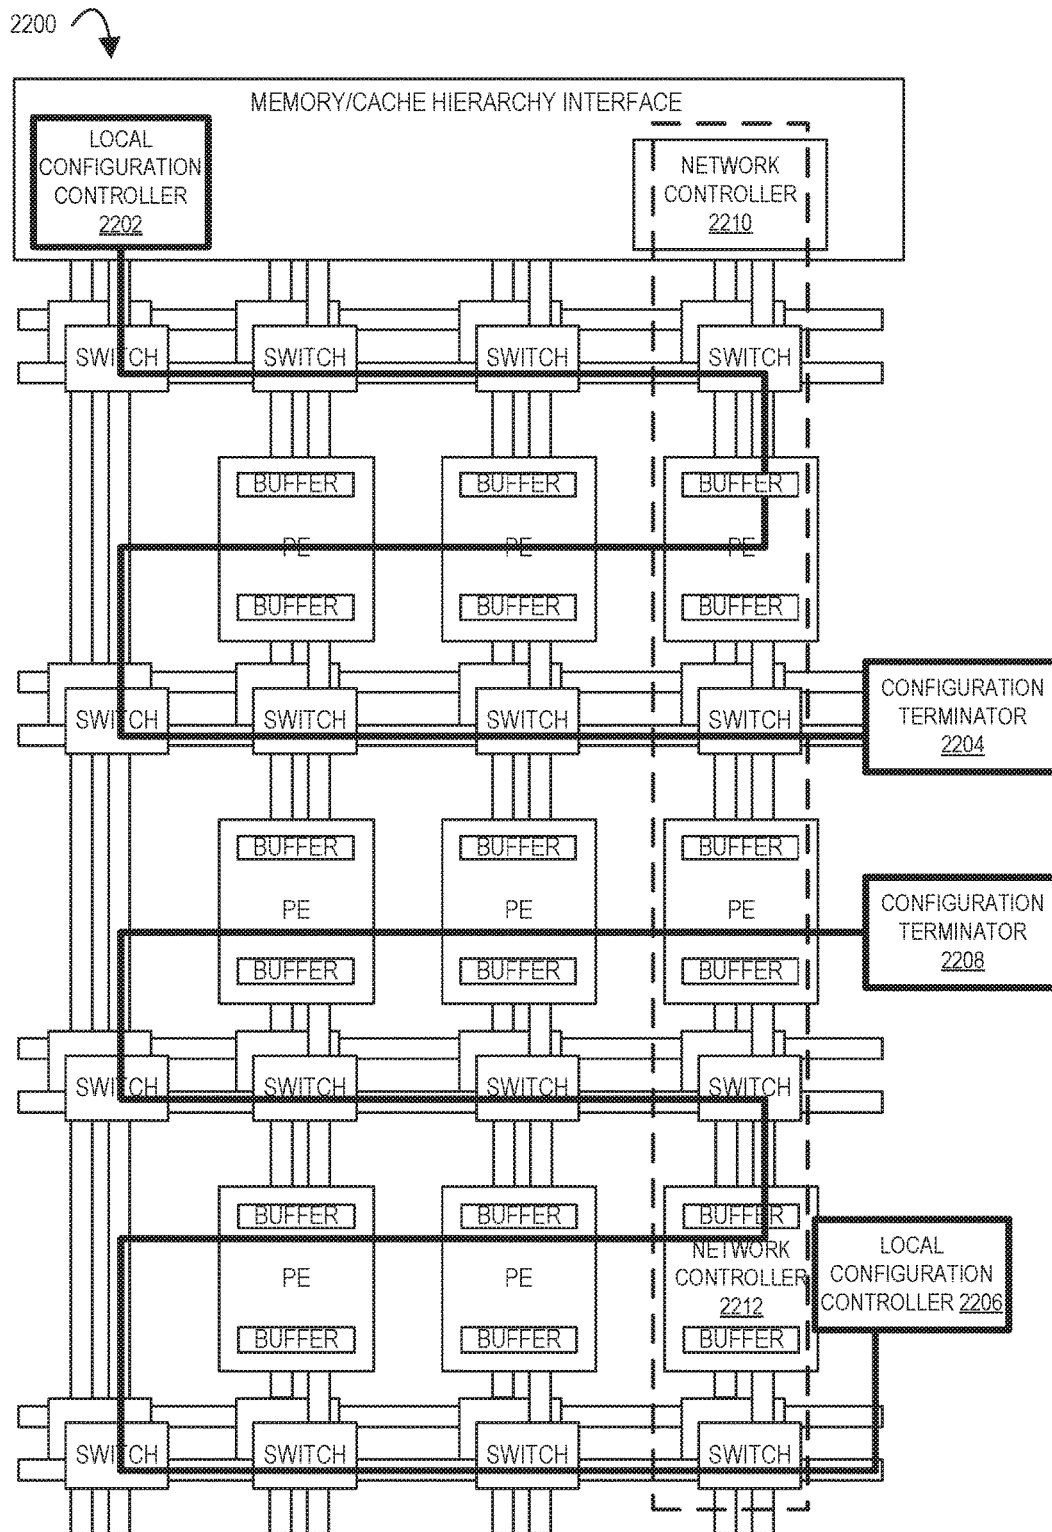 2200
MEMORY/CACHE HIERARCHY INTERFACE
LOCAL
CONFIGURATION
CONTROLLER
2202
NETWORK
CONTROLLER
2210
SWITCH SWITCH SWITCH SWITCH
BUFFER BUFFER BUFFER
PE PE PE
BUFFER BUFFER BUFFER
SWITCH SWITCH SWITCH SWITCH
CONFIGURATION
TERMINATOR
2204
BUFFER BUFFER BUFFER
PE PE PE
BUFFER BUFFER BUFFER
CONFIGURATION
TERMINATOR
2208
SWITCH SWITCH SWITCH SWITCH
BUFFER BUFFER BUFFER
PE PE
NETWORK
CONTROLLER
2212
BUFFER BUFFER BUFFER
LOCAL
CONFIGURATION
CONTROLLER 2206
SWITCH SWITCH SWITCH SWITCH